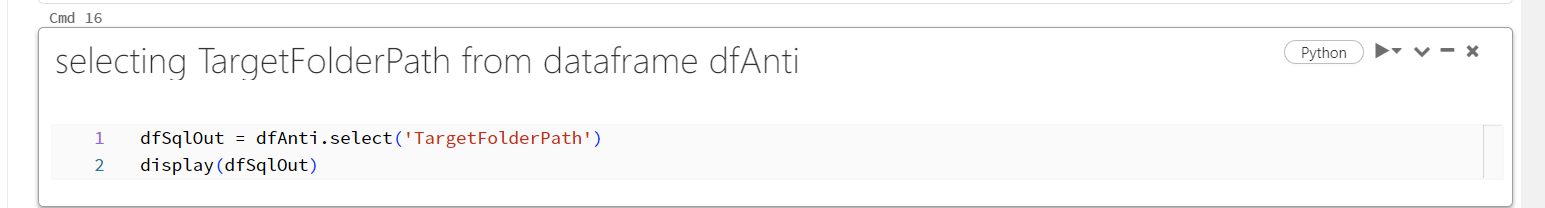 Cmd 16
selecting TargetFolderPath from dataframe dfAnti
Python
1 dfSqlOut = dfAnti.select('TargetFolderPath')
2 display(dfSqlOut)